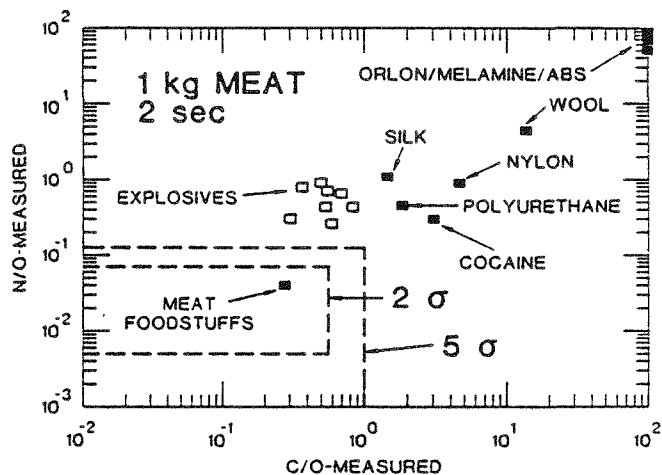 10²
10¹
10⁰
10⁻¹
10⁻²
10⁻³
N/O-MEASURED
1 kg MEAT
2 sec
ORLON/MELAMINE/ABS
WOOL
SILK
NYLON
EXPLOSIVES
POLYURETHANE
COCAINE
MEAT
FOODSTUFFS
2 σ
5 σ
10⁻² 10⁻¹ 10⁰ 10¹ 10²
C/O-MEASURED